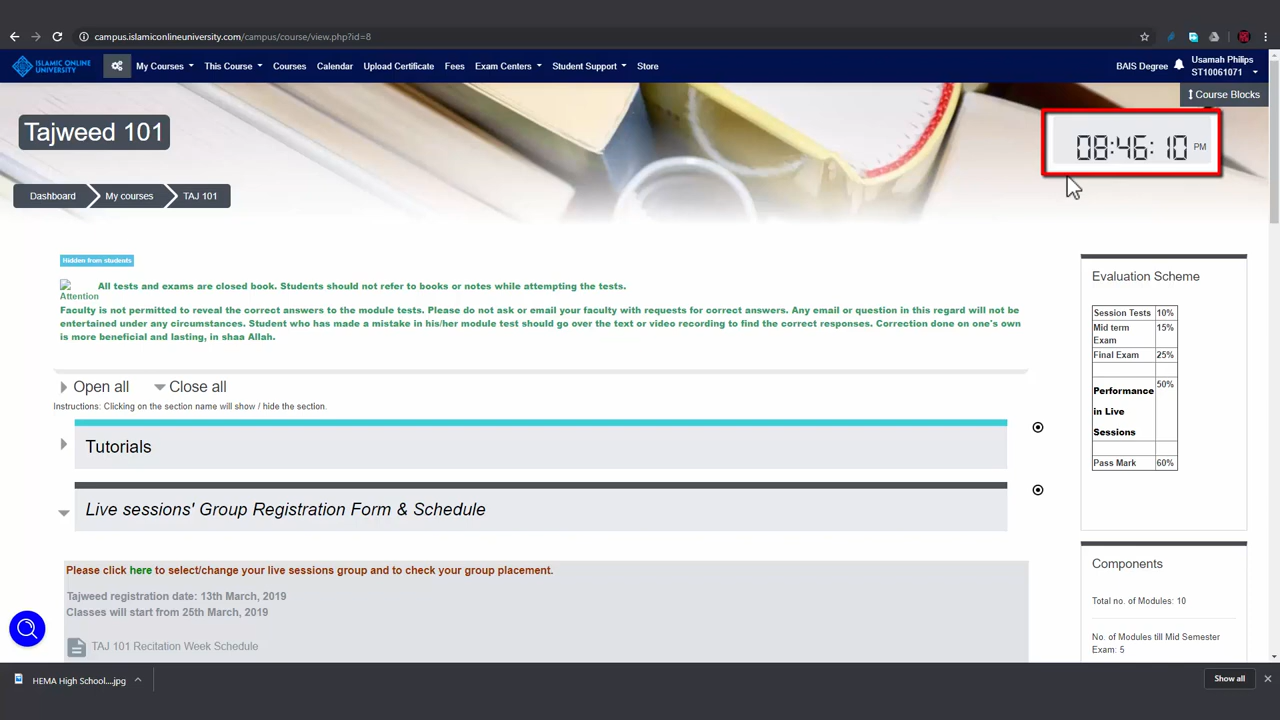 campus.islamiconlineuniversity.com/campus/course/view.php?id=8
ISLAMIC ONLINE
UNIVERSITY
My Courses
This Course
Courses
Calendar
Upload Certificate
Fees
Exam Centers
Student Support
Store
BAIS Degree
Usamah Philips
ST10061071
Course Blocks
Tajweed 101
08:46:10 PM
Dashboard
My courses
TAJ 101
Hidden from students
Attention
All tests and exams are closed book. Students should not refer to books or notes while attempting the tests.
Faculty is not permitted to reveal the correct answers to the module tests. Please do not ask or email your faculty with requests for correct answers. Any email or question in this regard will not be
entertained under any circumstances. Student who has made a mistake in his/her module test should go over the text or video recording to find the correct responses. Correction done on one's own
is more beneficial and lasting, in shaa Allah.
Open all
Close all
Instructions: Clicking on the section name will show / hide the section.
Tutorials
Live sessions' Group Registration Form & Schedule
Please click here to select/change your live sessions group and to check your group placement.
Tajweed registration date: 13th March, 2019
Classes will start from 25th March, 2019
TAJ 101 Recitation Week Schedule
Evaluation Scheme
Session Tests 10%
Mid term 15%
Exam
Final Exam 25%
Performance 50%
in Live
Sessions
Pass Mark 60%
Components
Total no. of Modules: 10
No. of Modules till Mid Semester
Exam: 5
HEMA High School....jpg
Show all